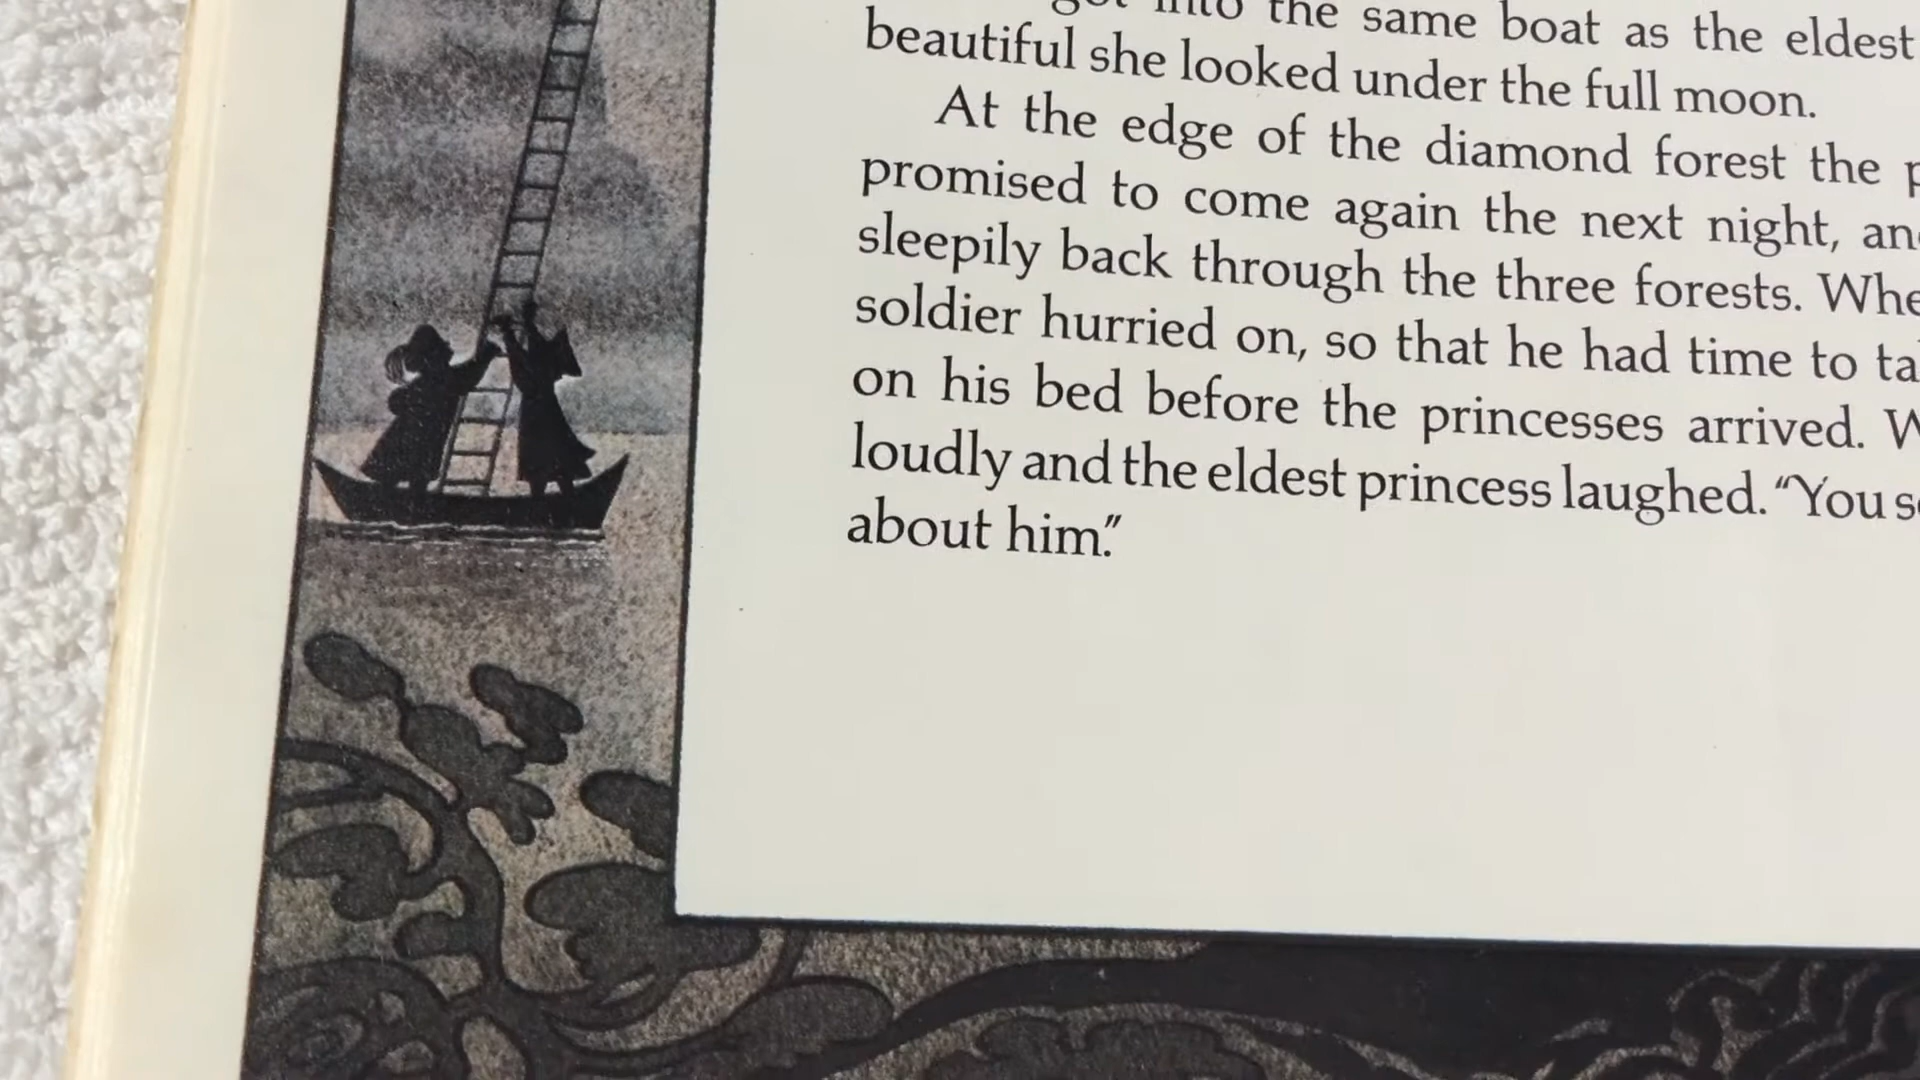 into the same boat as the eldest
beautiful she looked under the full moon.
At the edge of the diamond forest the
promised to come again the next night,
sleepily back through the three forests.
soldier hurried on, so that he had time to
on his bed before the princesses arrived.
loudly and the eldest princess laughed. “You
about him.”